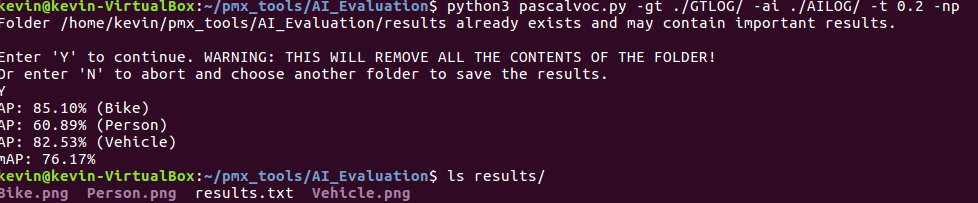 kevin@kevin-VirtualBox:~/pmx_tools/AI_Evaluation$ python3 pascalvoc.py -gt ./GTLOG/ -ai ./AILOG/ -t 0.2 -np
Folder /home/kevin/pmx_tools/AI_Evaluation/results already exists and may contain important results.
Enter 'Y' to continue. WARNING: THIS WILL REMOVE ALL THE CONTENTS OF THE FOLDER!
Or enter 'N' to abort and choose another folder to save the results.
Y
AP: 85.10% (Bike)
AP: 60.89% (Person)
AP: 82.53% (Vehicle)
mAP: 76.17%
kevin@kevin-VirtualBox:~/pmx_tools/AI_Evaluation$ ls results/
Bike.png  Person.png  results.txt  Vehicle.png